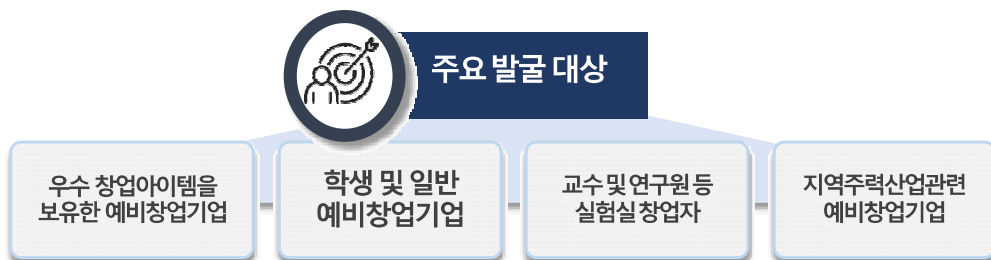 주요 발굴 대상
우수 창업아이템을
보유한 예비창업기업
학생 및 일반
예비창업기업
교수 및 연구원 등
실험실 창업자
지역주력산업관련
예비창업기업